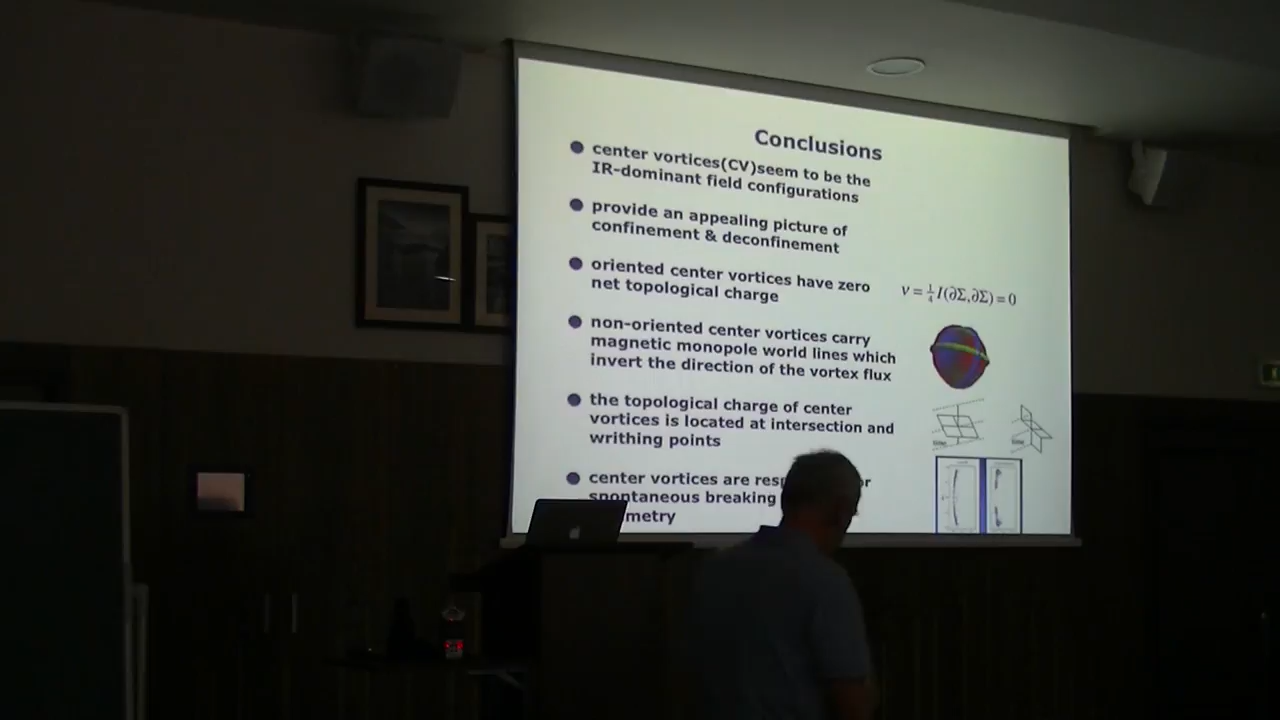 Conclusions
center vortices(CV)seem to be the
IR-dominant field configurations
provide an appealing picture of
confinement & deconfinement
oriented center vortices have zero
net topological charge
ν = 1/4 I(∂Σ,∂Σ) = 0
non-oriented center vortices carry
magnetic monopole world lines which
invert the direction of the vortex flux
the topological charge of center
vortices is located at intersection and
writhing points
center vortices are
spontaneous breaking